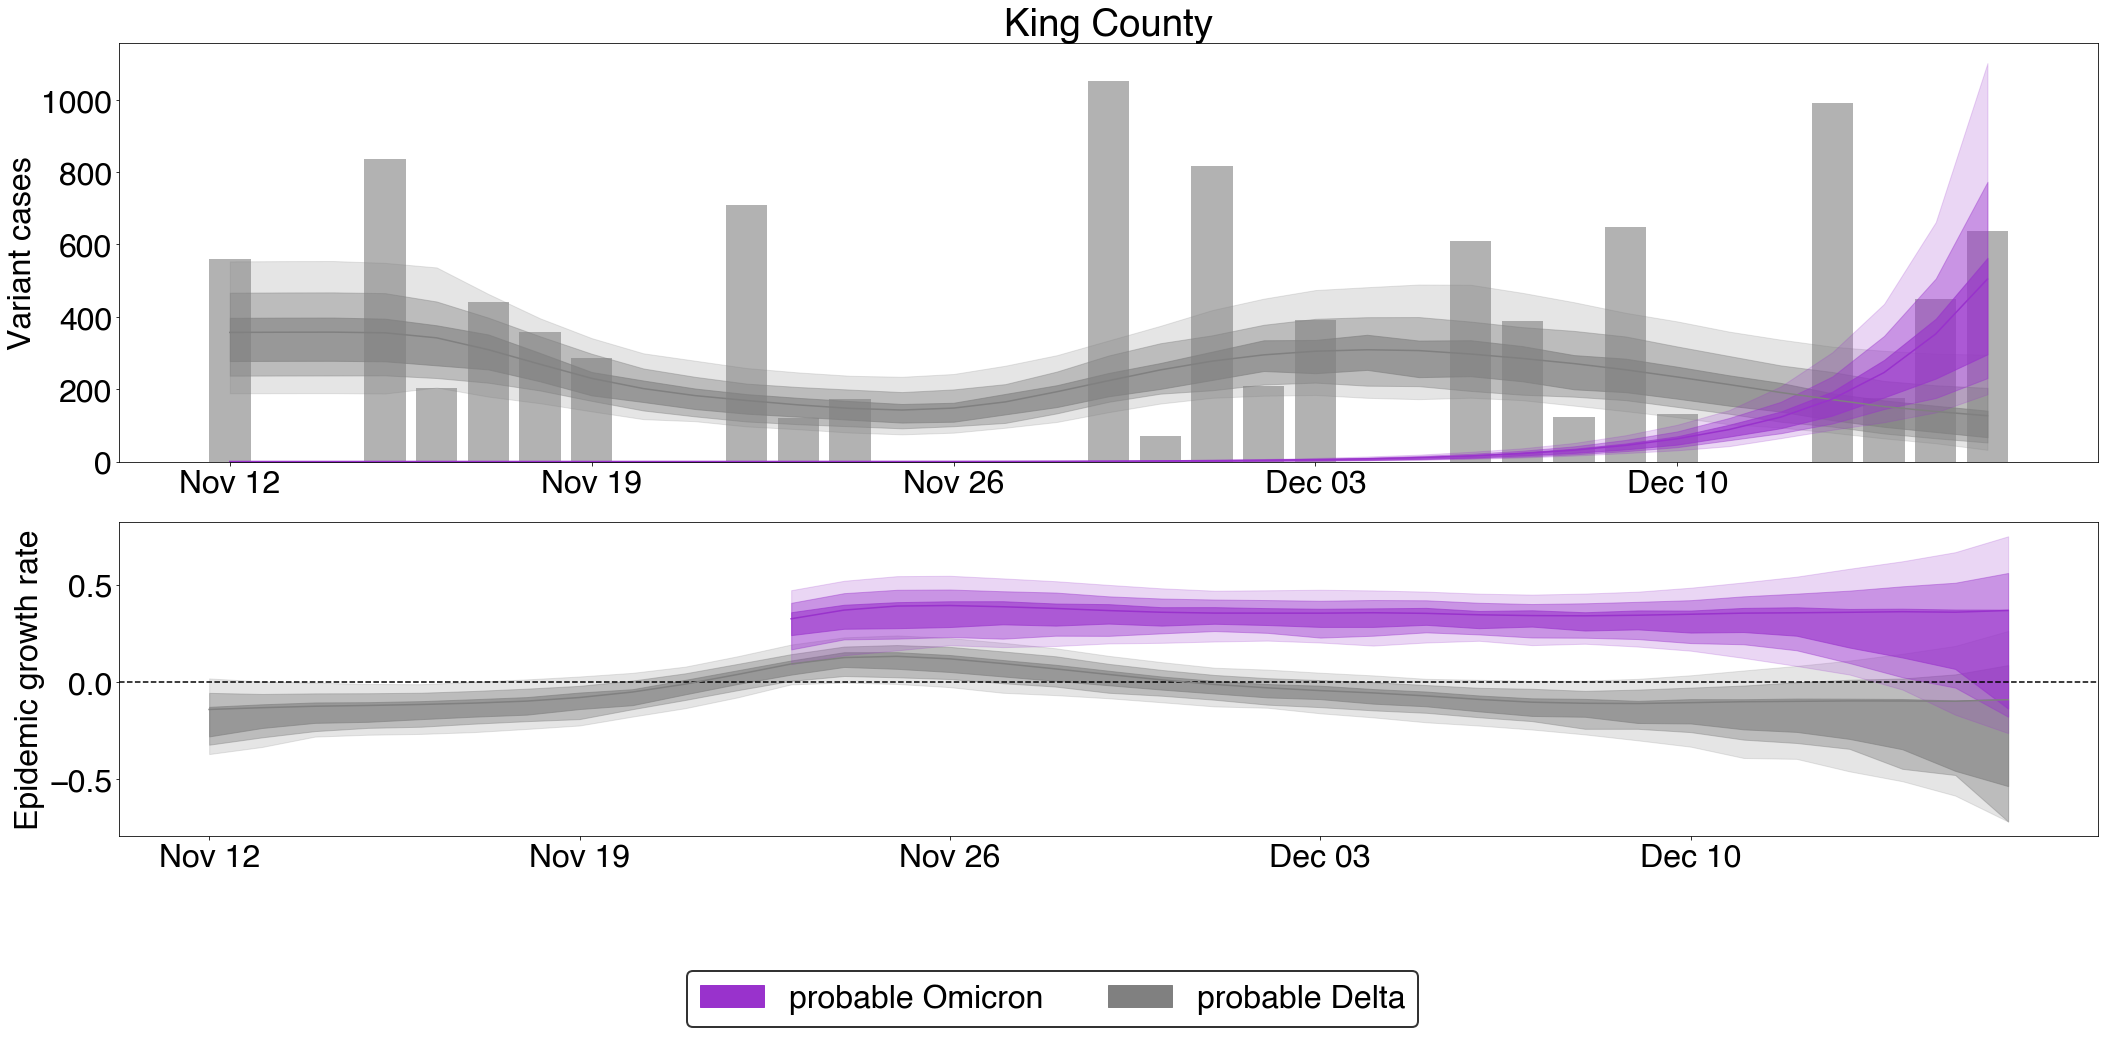 King County
Variant cases
1000
800
600
400
200
0
Nov 12 Nov 19 Nov 26 Dec 03 Dec 10
Epidemic growth rate
0.5
0.0
−0.5
Nov 12 Nov 19 Nov 26 Dec 03 Dec 10
probable Omicron probable Delta